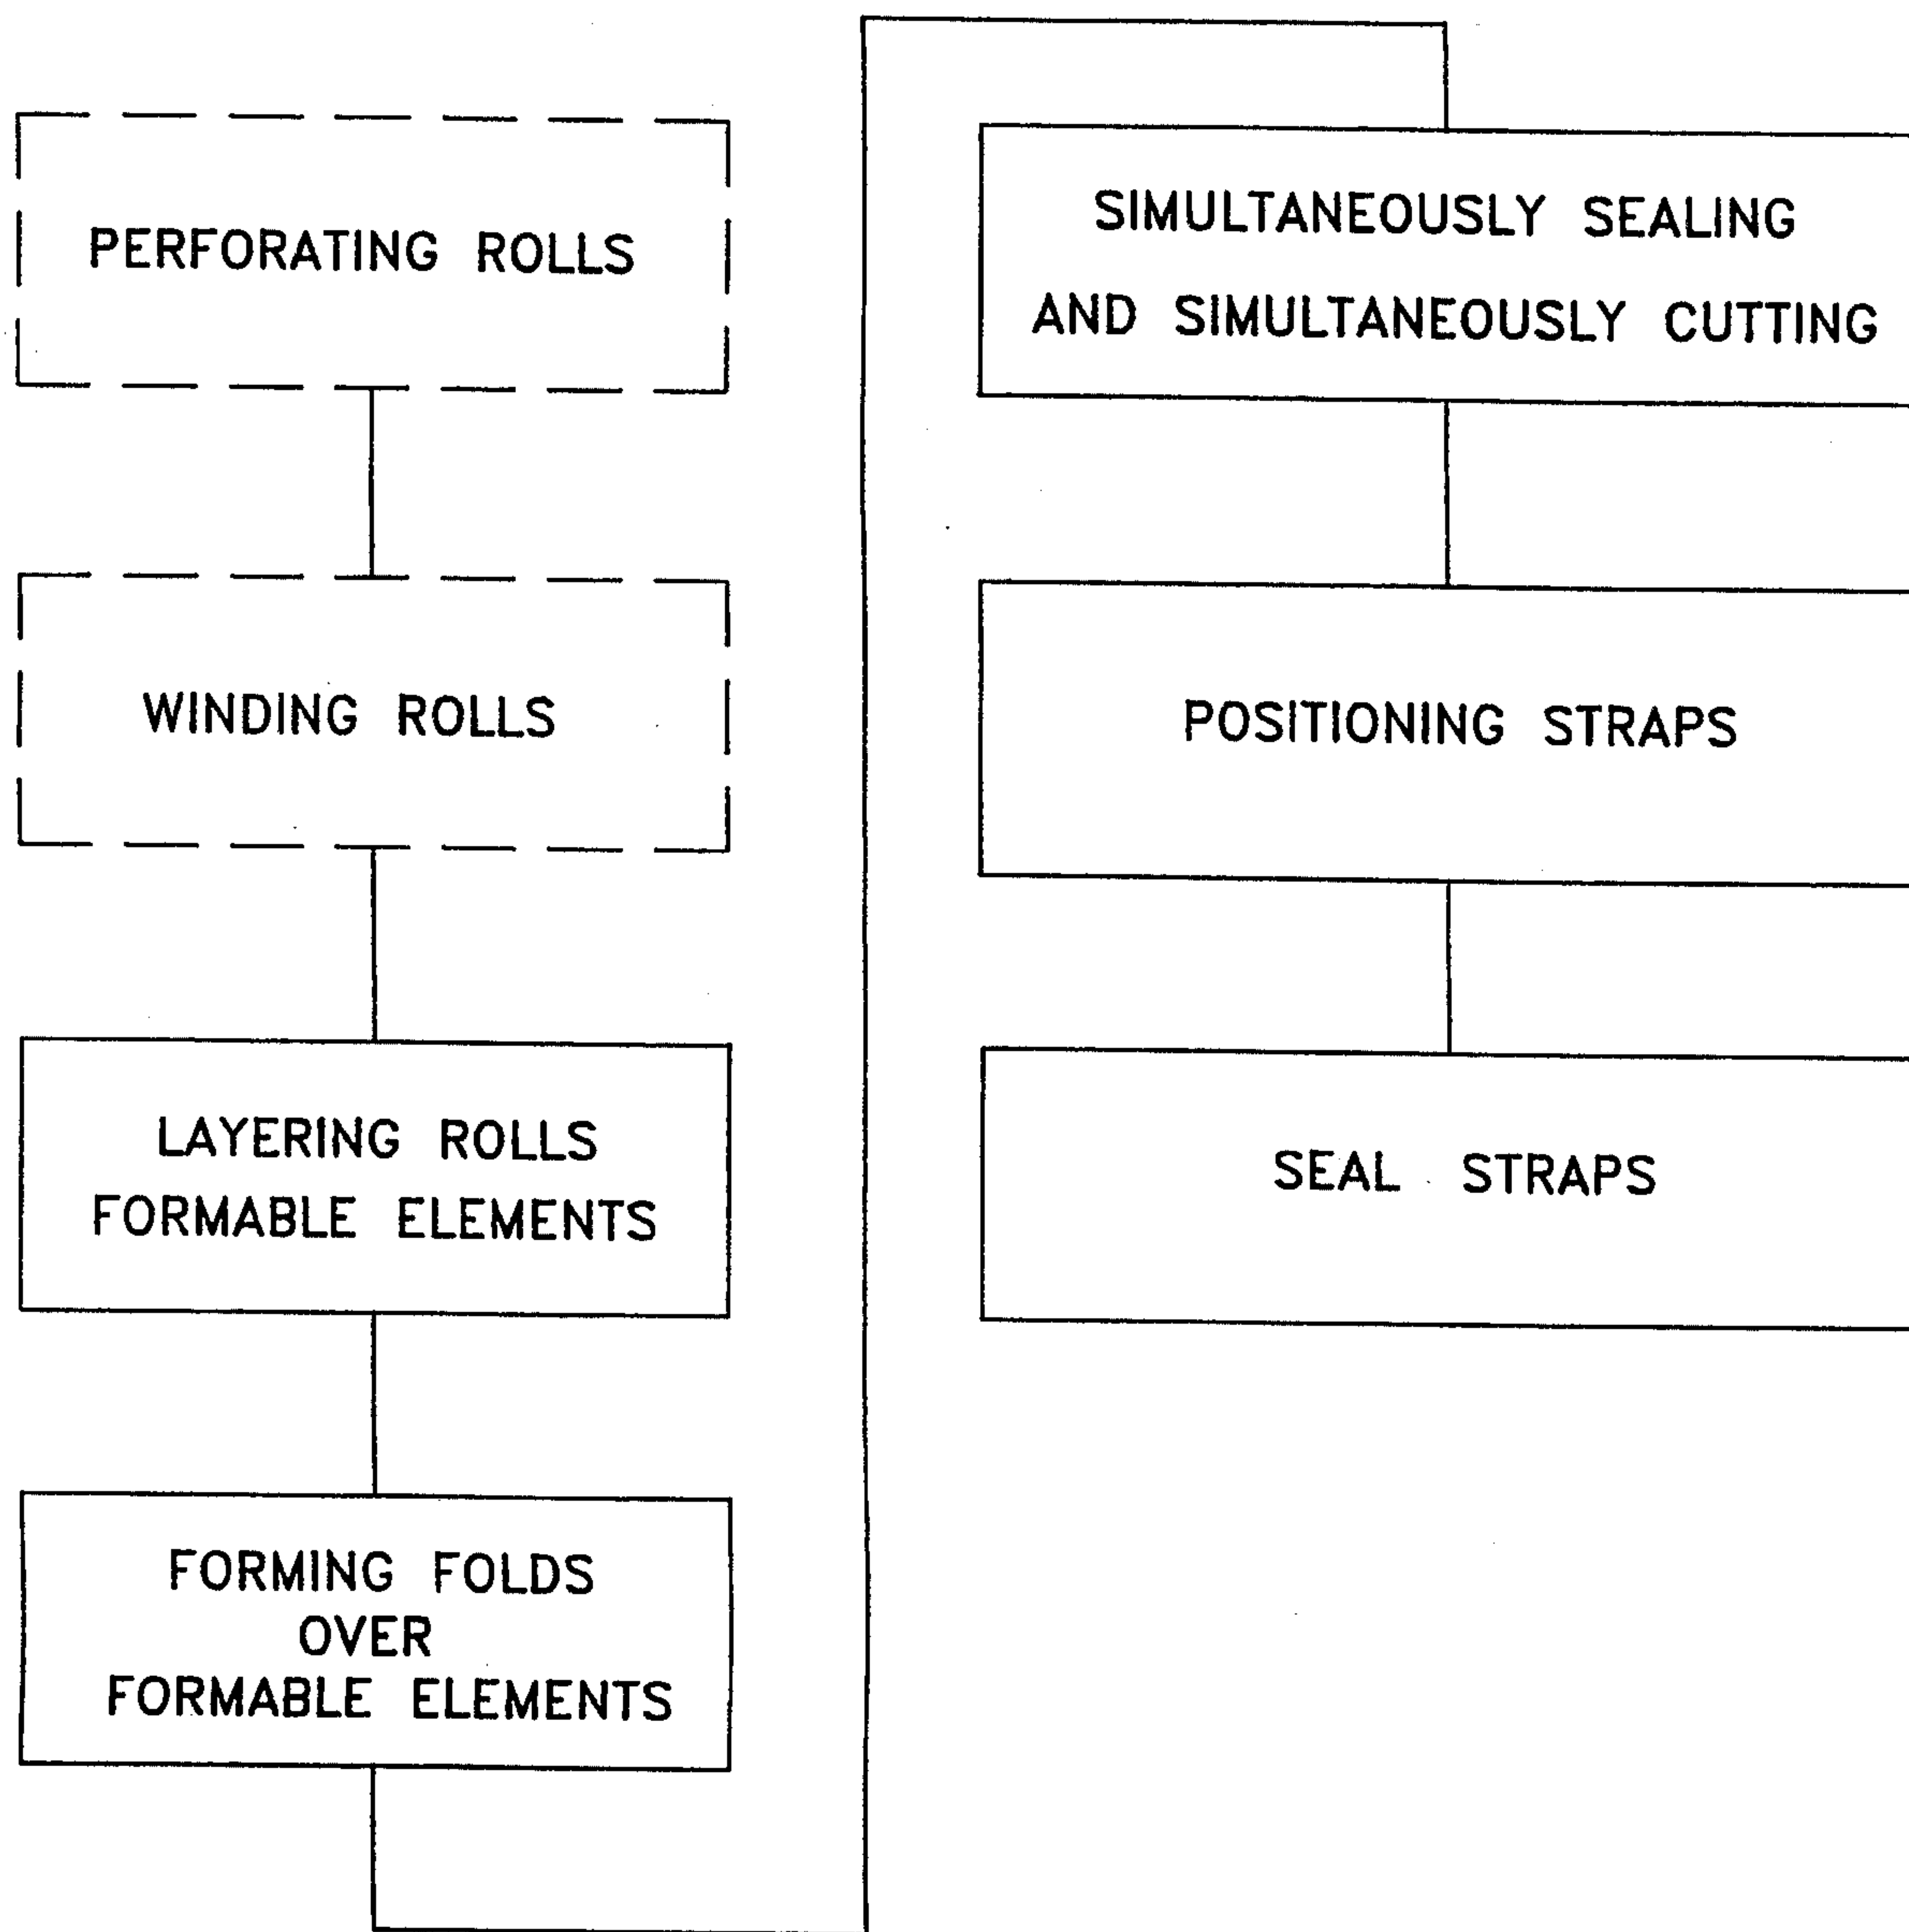 PERFORATING ROLLS
WINDING ROLLS
LAYERING ROLLS
FORMABLE ELEMENTS
FORMING FOLDS
OVER
FORMABLE ELEMENTS
SIMULTANEOUSLY SEALING
AND SIMULTANEOUSLY CUTTING
POSITIONING STRAPS
SEAL STRAPS